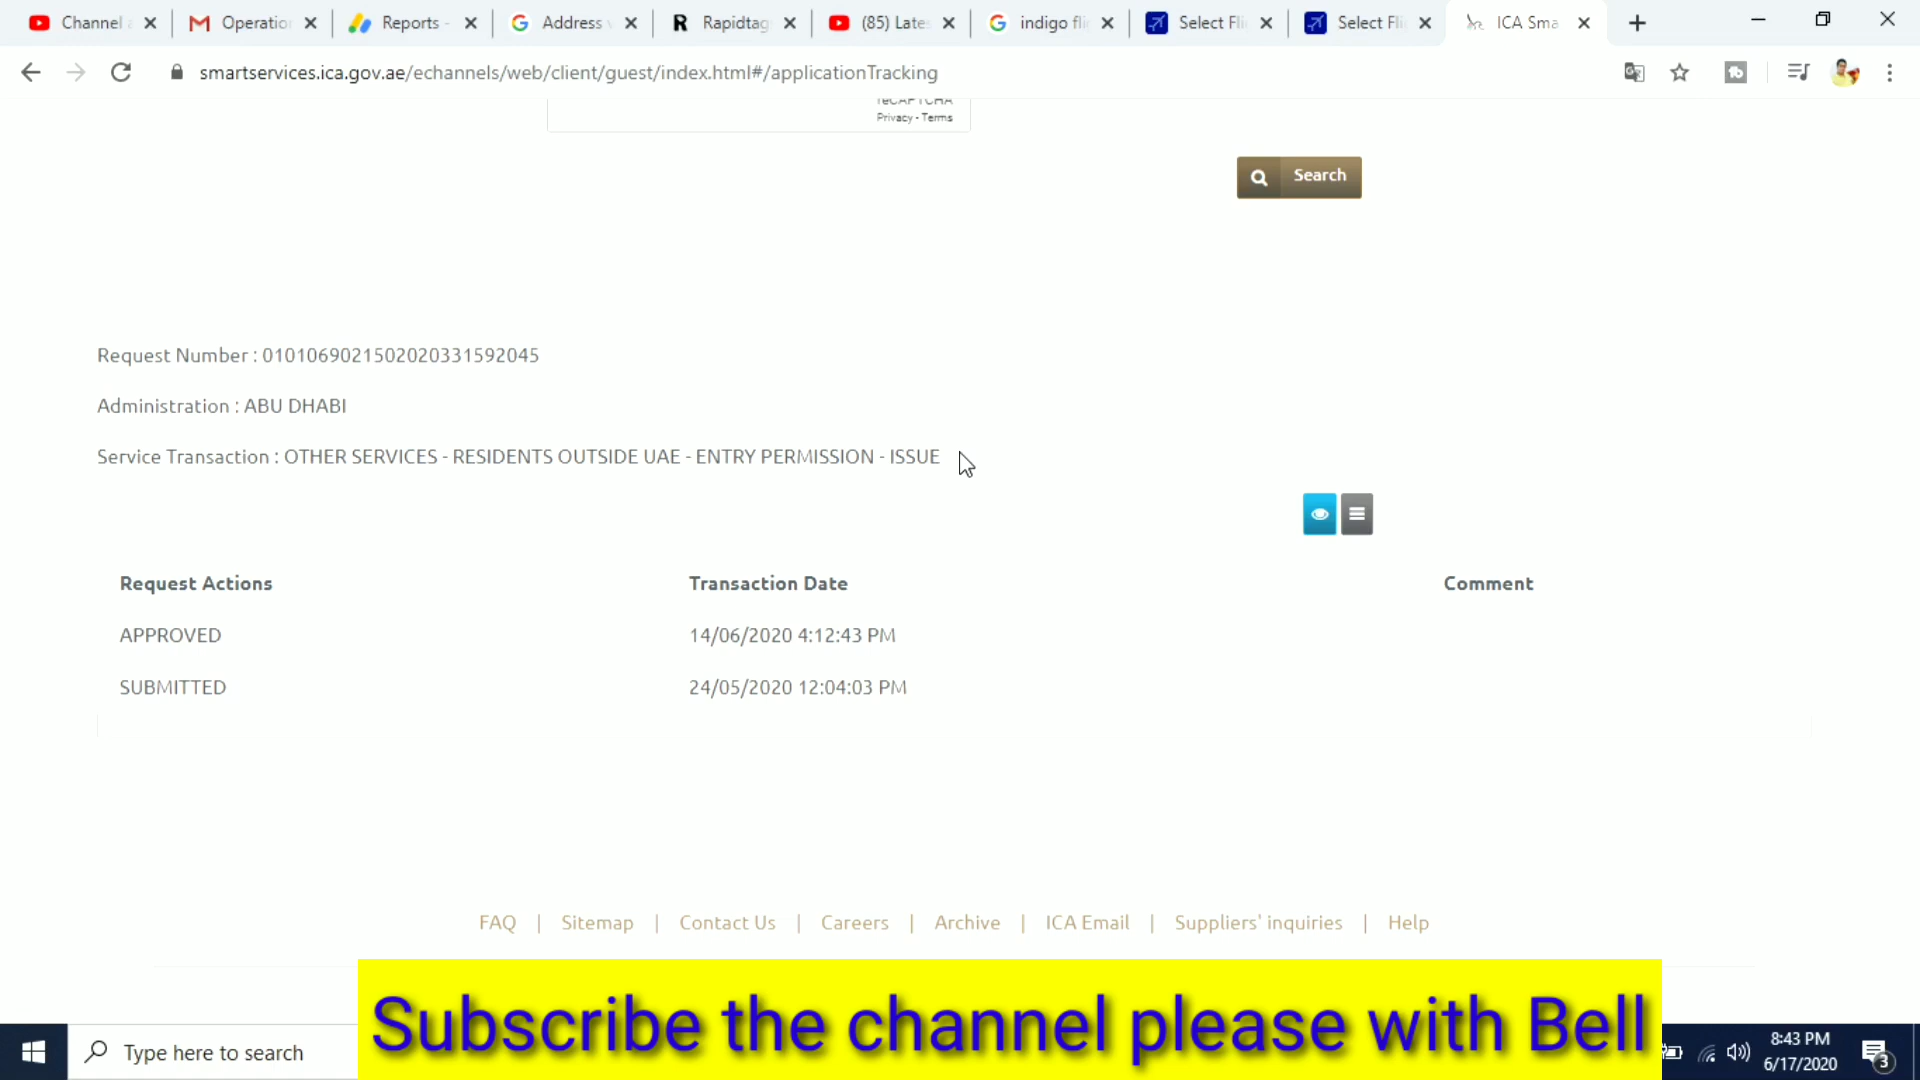 Channel a
Operation
Reports -
Address v
Rapidtag
(85) Late
indigo fli
Select Fli
Select Fli
ICA Sma
smartservices.ica.gov.ae/echannels/web/client/guest/index.html#/applicationTracking
reCAPTCHA
Privacy - Terms
Search
Request Number : 0101069021502020331592045
Administration : ABU DHABI
Service Transaction : OTHER SERVICES - RESIDENTS OUTSIDE UAE - ENTRY PERMISSION - ISSUE
Request Actions Transaction Date Comment
APPROVED 14/06/2020 4:12:43 PM
SUBMITTED 24/05/2020 12:04:03 PM
FAQ | Sitemap | Contact Us | Careers | Archive | ICA Email | Suppliers' inquiries | Help
Subscribe the channel please with Bell
Type here to search
8:43 PM
6/17/2020
3